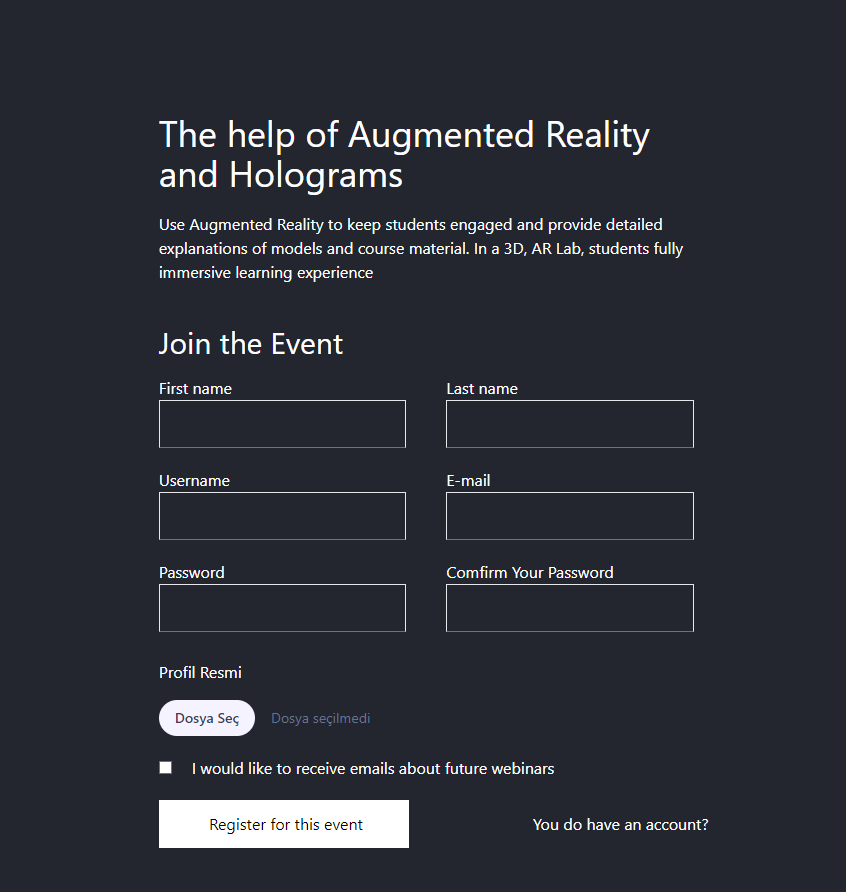 The help of Augmented Reality
and Holograms
Use Augmented Reality to keep students engaged and provide detailed
explanations of models and course material. In a 3D, AR Lab, students fully
immersive learning experience
Join the Event
First name
Last name
Username
E-mail
Password
Comfirm Your Password
Profil Resmi
Dosya Seç Dosya seçilmedi
I would like to receive emails about future webinars
Register for this event
You do have an account?